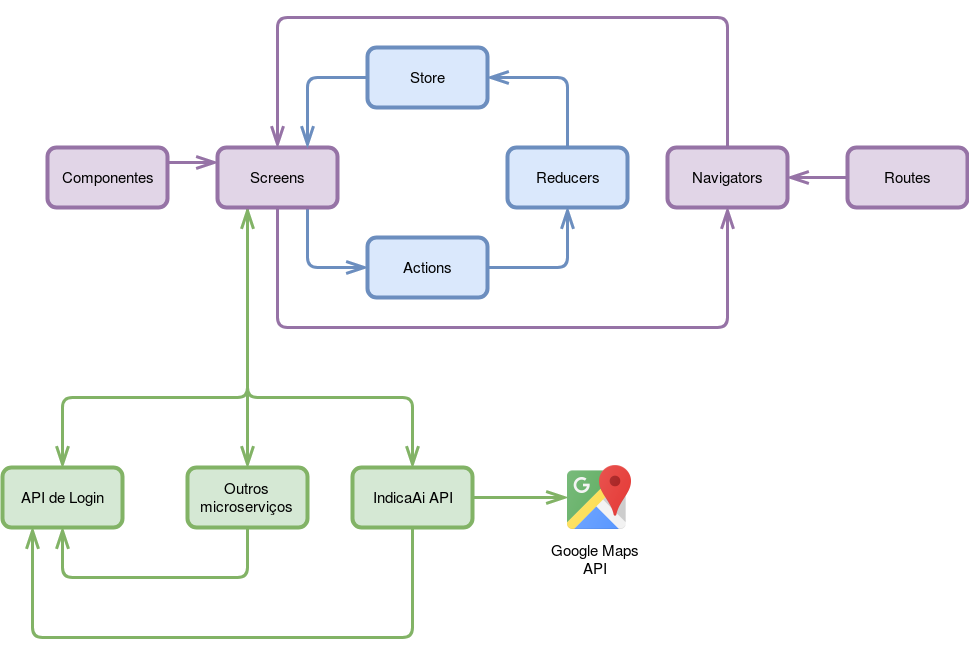 Store
Componentes
Screens
Reducers
Navigators
Routes
Actions
API de Login
Outros
microserviços
IndicaAi API
G
Google Maps
API